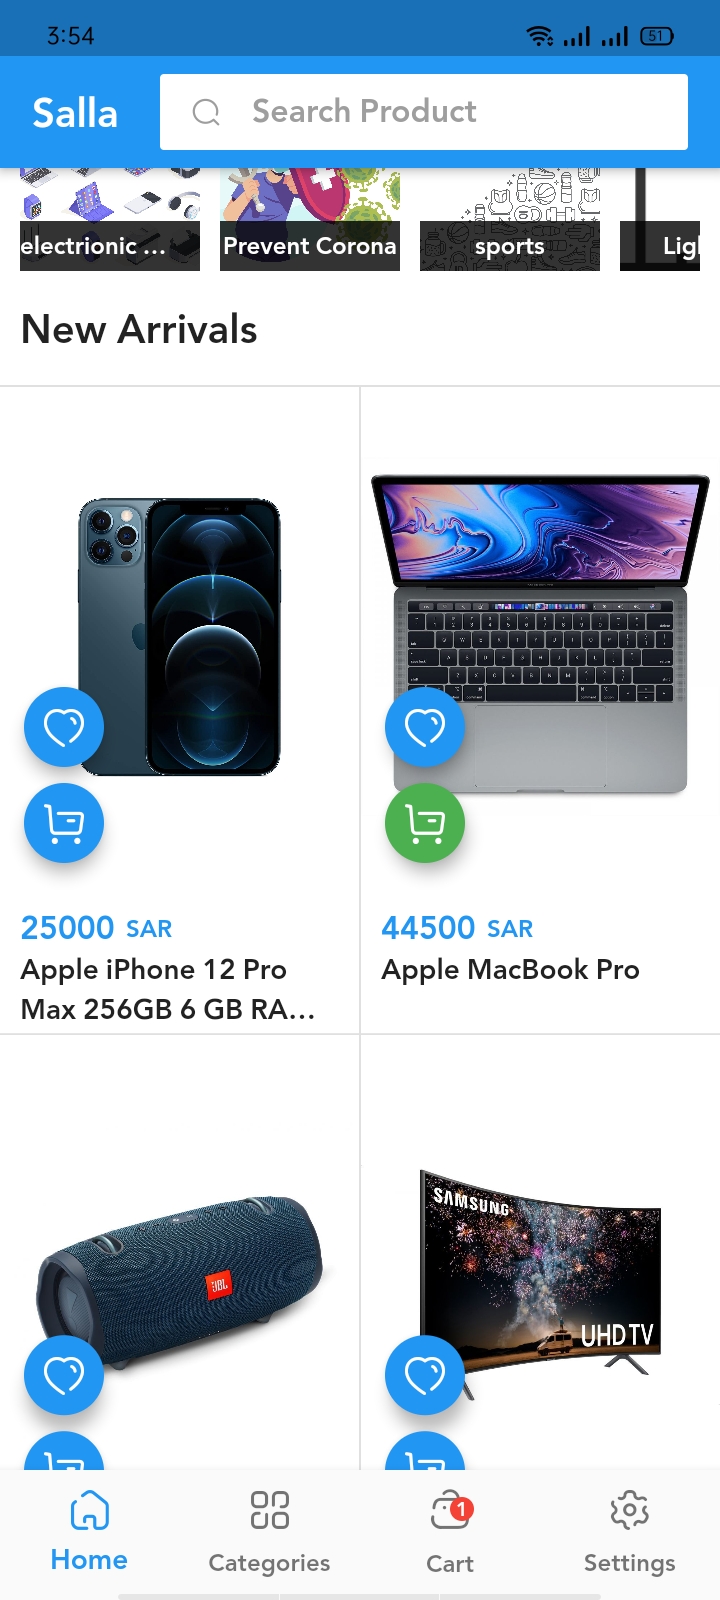 3:54
51
Salla
Search Product
electrionic ...
Prevent Corona
sports
Ligl
New Arrivals
25000 SAR
44500 SAR
Apple iPhone 12 Pro
Max 256GB 6 GB RA...
Apple MacBook Pro
JBL
SAMSUNG
UHD TV
1
Home
Categories
Cart
Settings